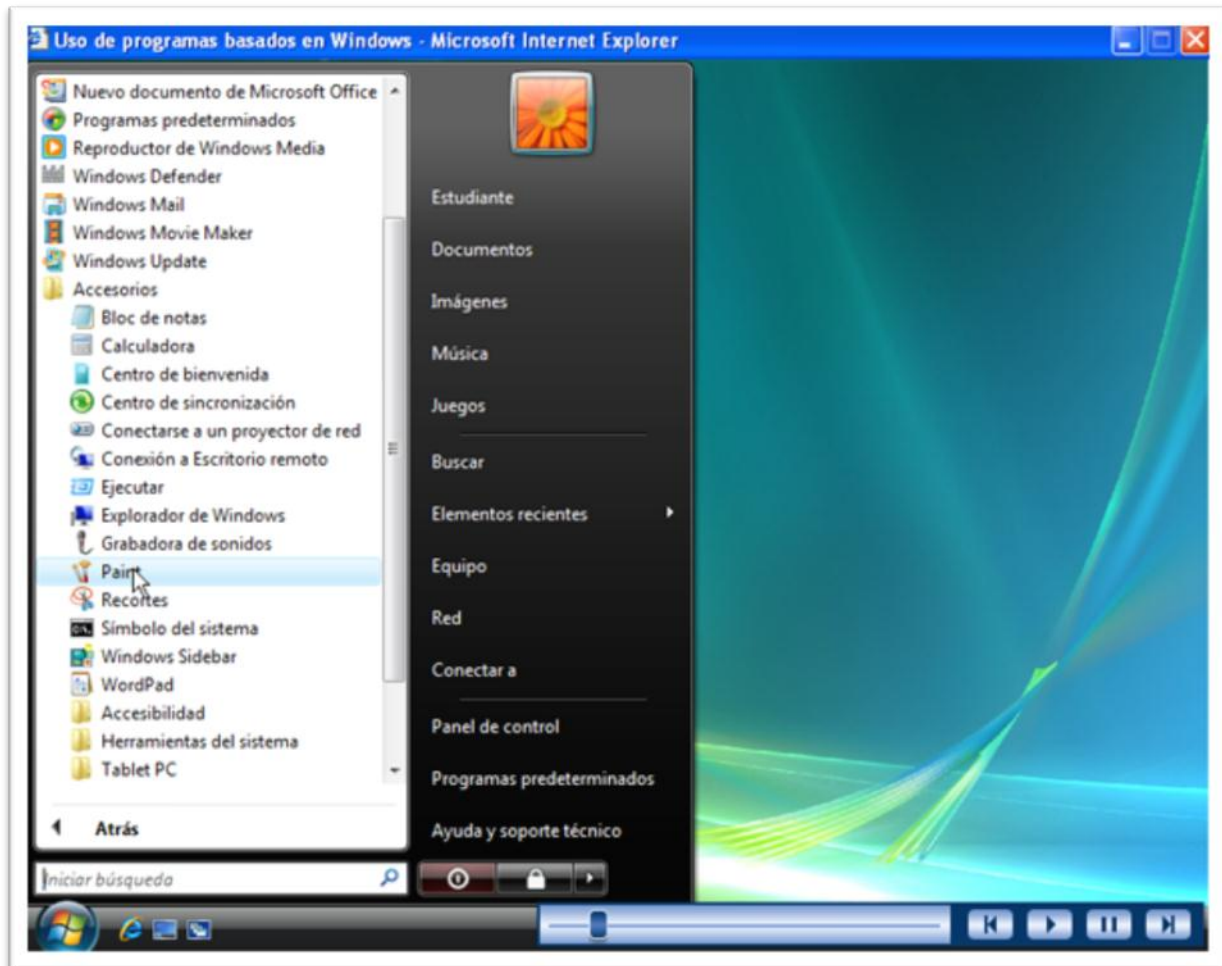 Uso de programas basados en Windows - Microsoft Internet Explorer
Nuevo documento de Microsoft Office
Programas predeterminados
Reproductor de Windows Media
Windows Defender
Windows Mail
Windows Movie Maker
Windows Update
Accesorios
Bloc de notas
Calculadora
Centro de bienvenida
Centro de sincronización
Conectarse a un proyector de red
Conexión a Escritorio remoto
Ejecutar
Explorador de Windows
Grabadora de sonidos
Paint
Recortes
Símbolo del sistema
Windows Sidebar
WordPad
Accesibilidad
Herramientas del sistema
Tablet PC
Atrás
Iniciar búsqueda
Estudiante
Documentos
Imágenes
Música
Juegos
Buscar
Elementos recientes
Equipo
Red
Conectar a
Panel de control
Programas predeterminados
Ayuda y soporte técnico